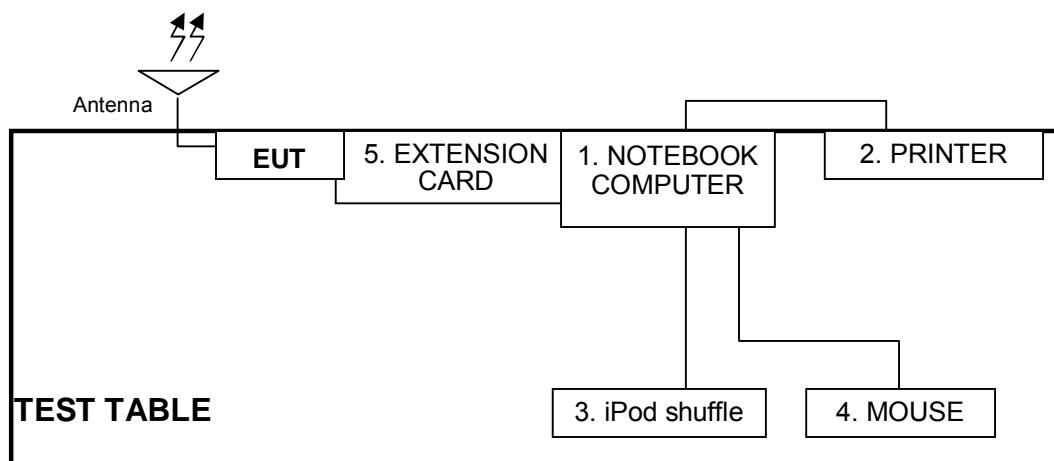 Antenna
EUT
5. EXTENSION
CARD
1. NOTEBOOK
COMPUTER
2. PRINTER
TEST TABLE
3. iPod shuffle
4. MOUSE